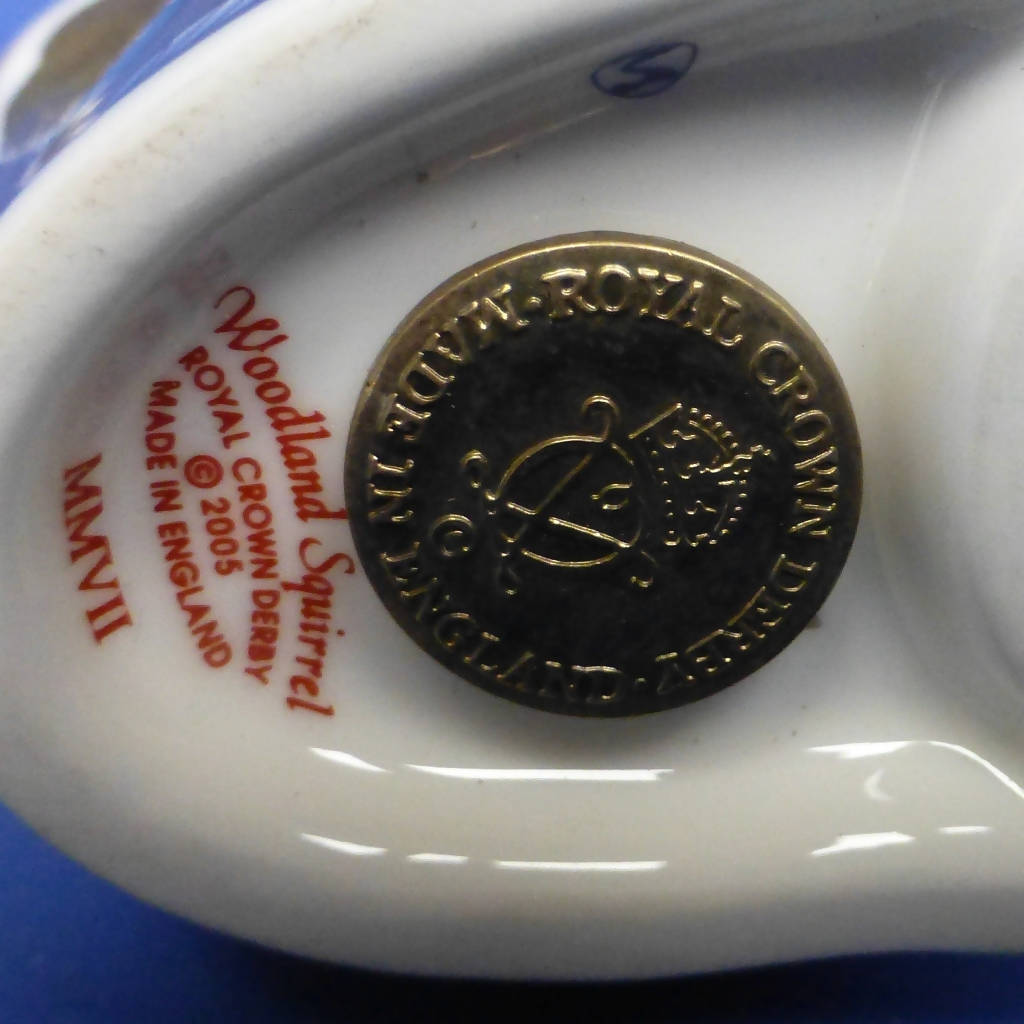 Woodland Squirrel
ROYAL CROWN DERBY
© 2005
MADE IN ENGLAND
MMVII
·ROYAL CROWN DERBY·
MADE IN ENGLAND
©